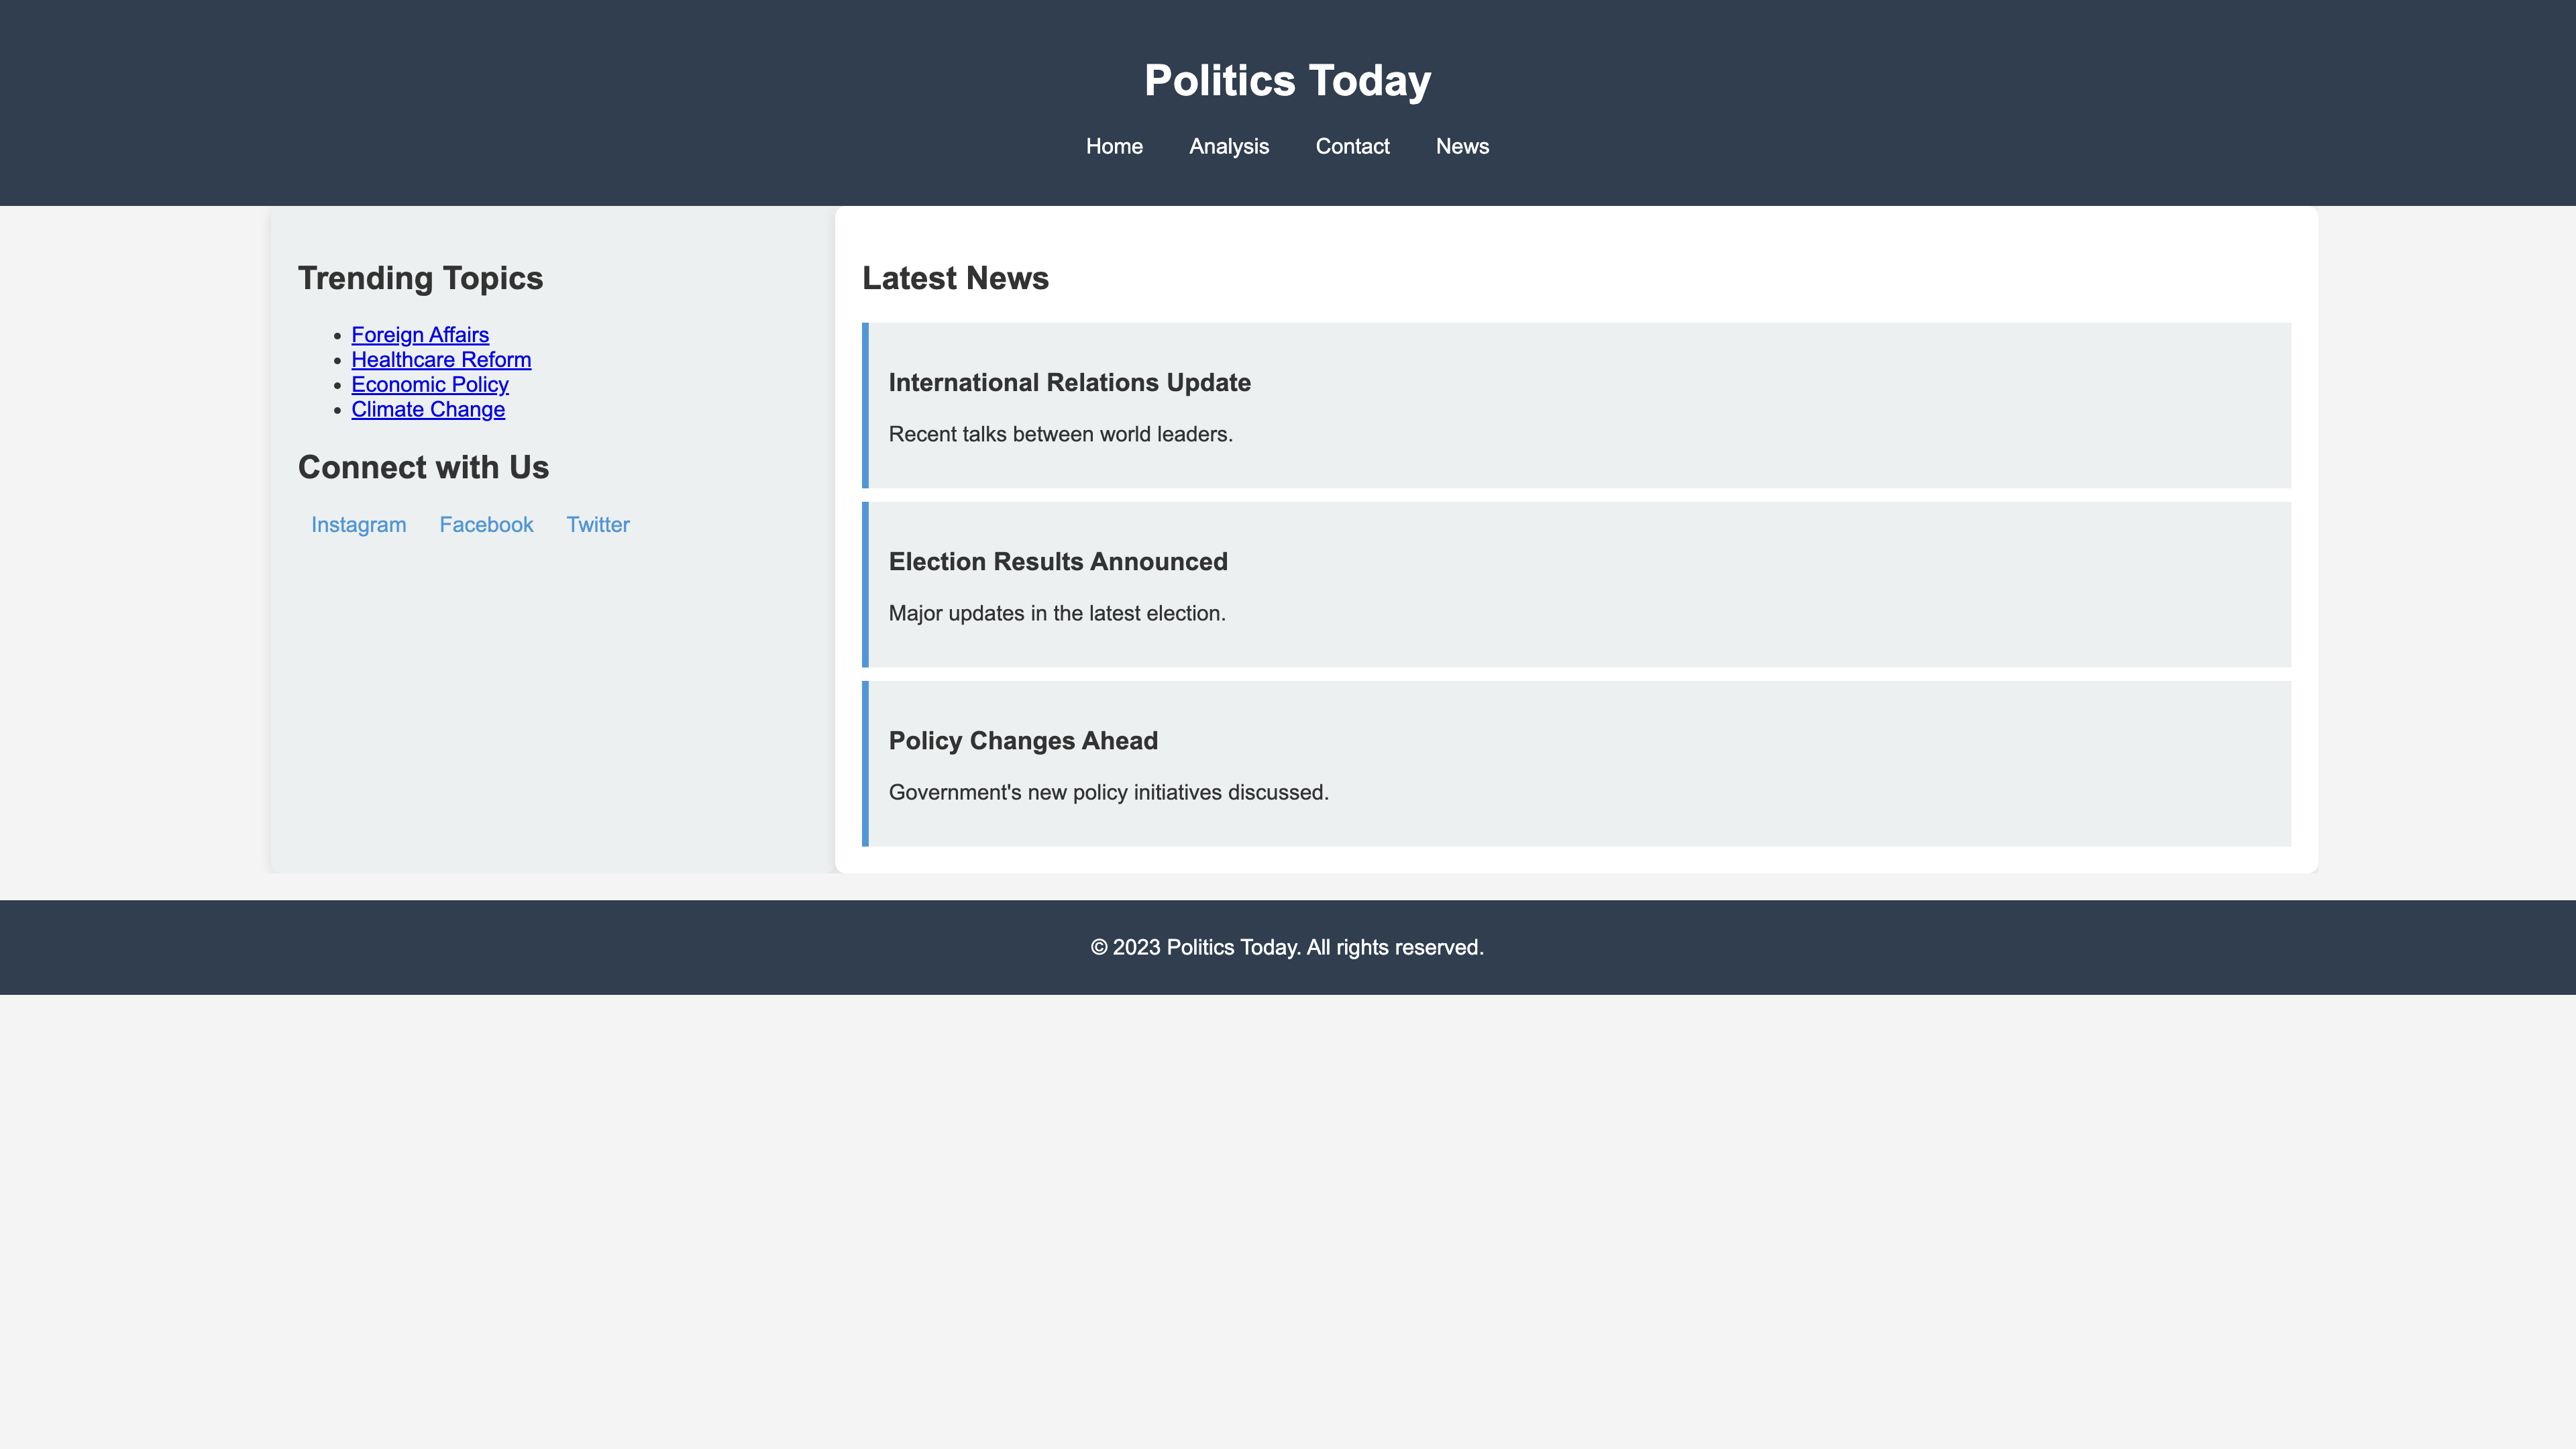 Politics Today
Home Analysis Contact News
Trending Topics
Foreign Affairs
Healthcare Reform
Economic Policy
Climate Change
Connect with Us
Instagram Facebook Twitter
Latest News
International Relations Update
Recent talks between world leaders.
Election Results Announced
Major updates in the latest election.
Policy Changes Ahead
Government's new policy initiatives discussed.
© 2023 Politics Today. All rights reserved.